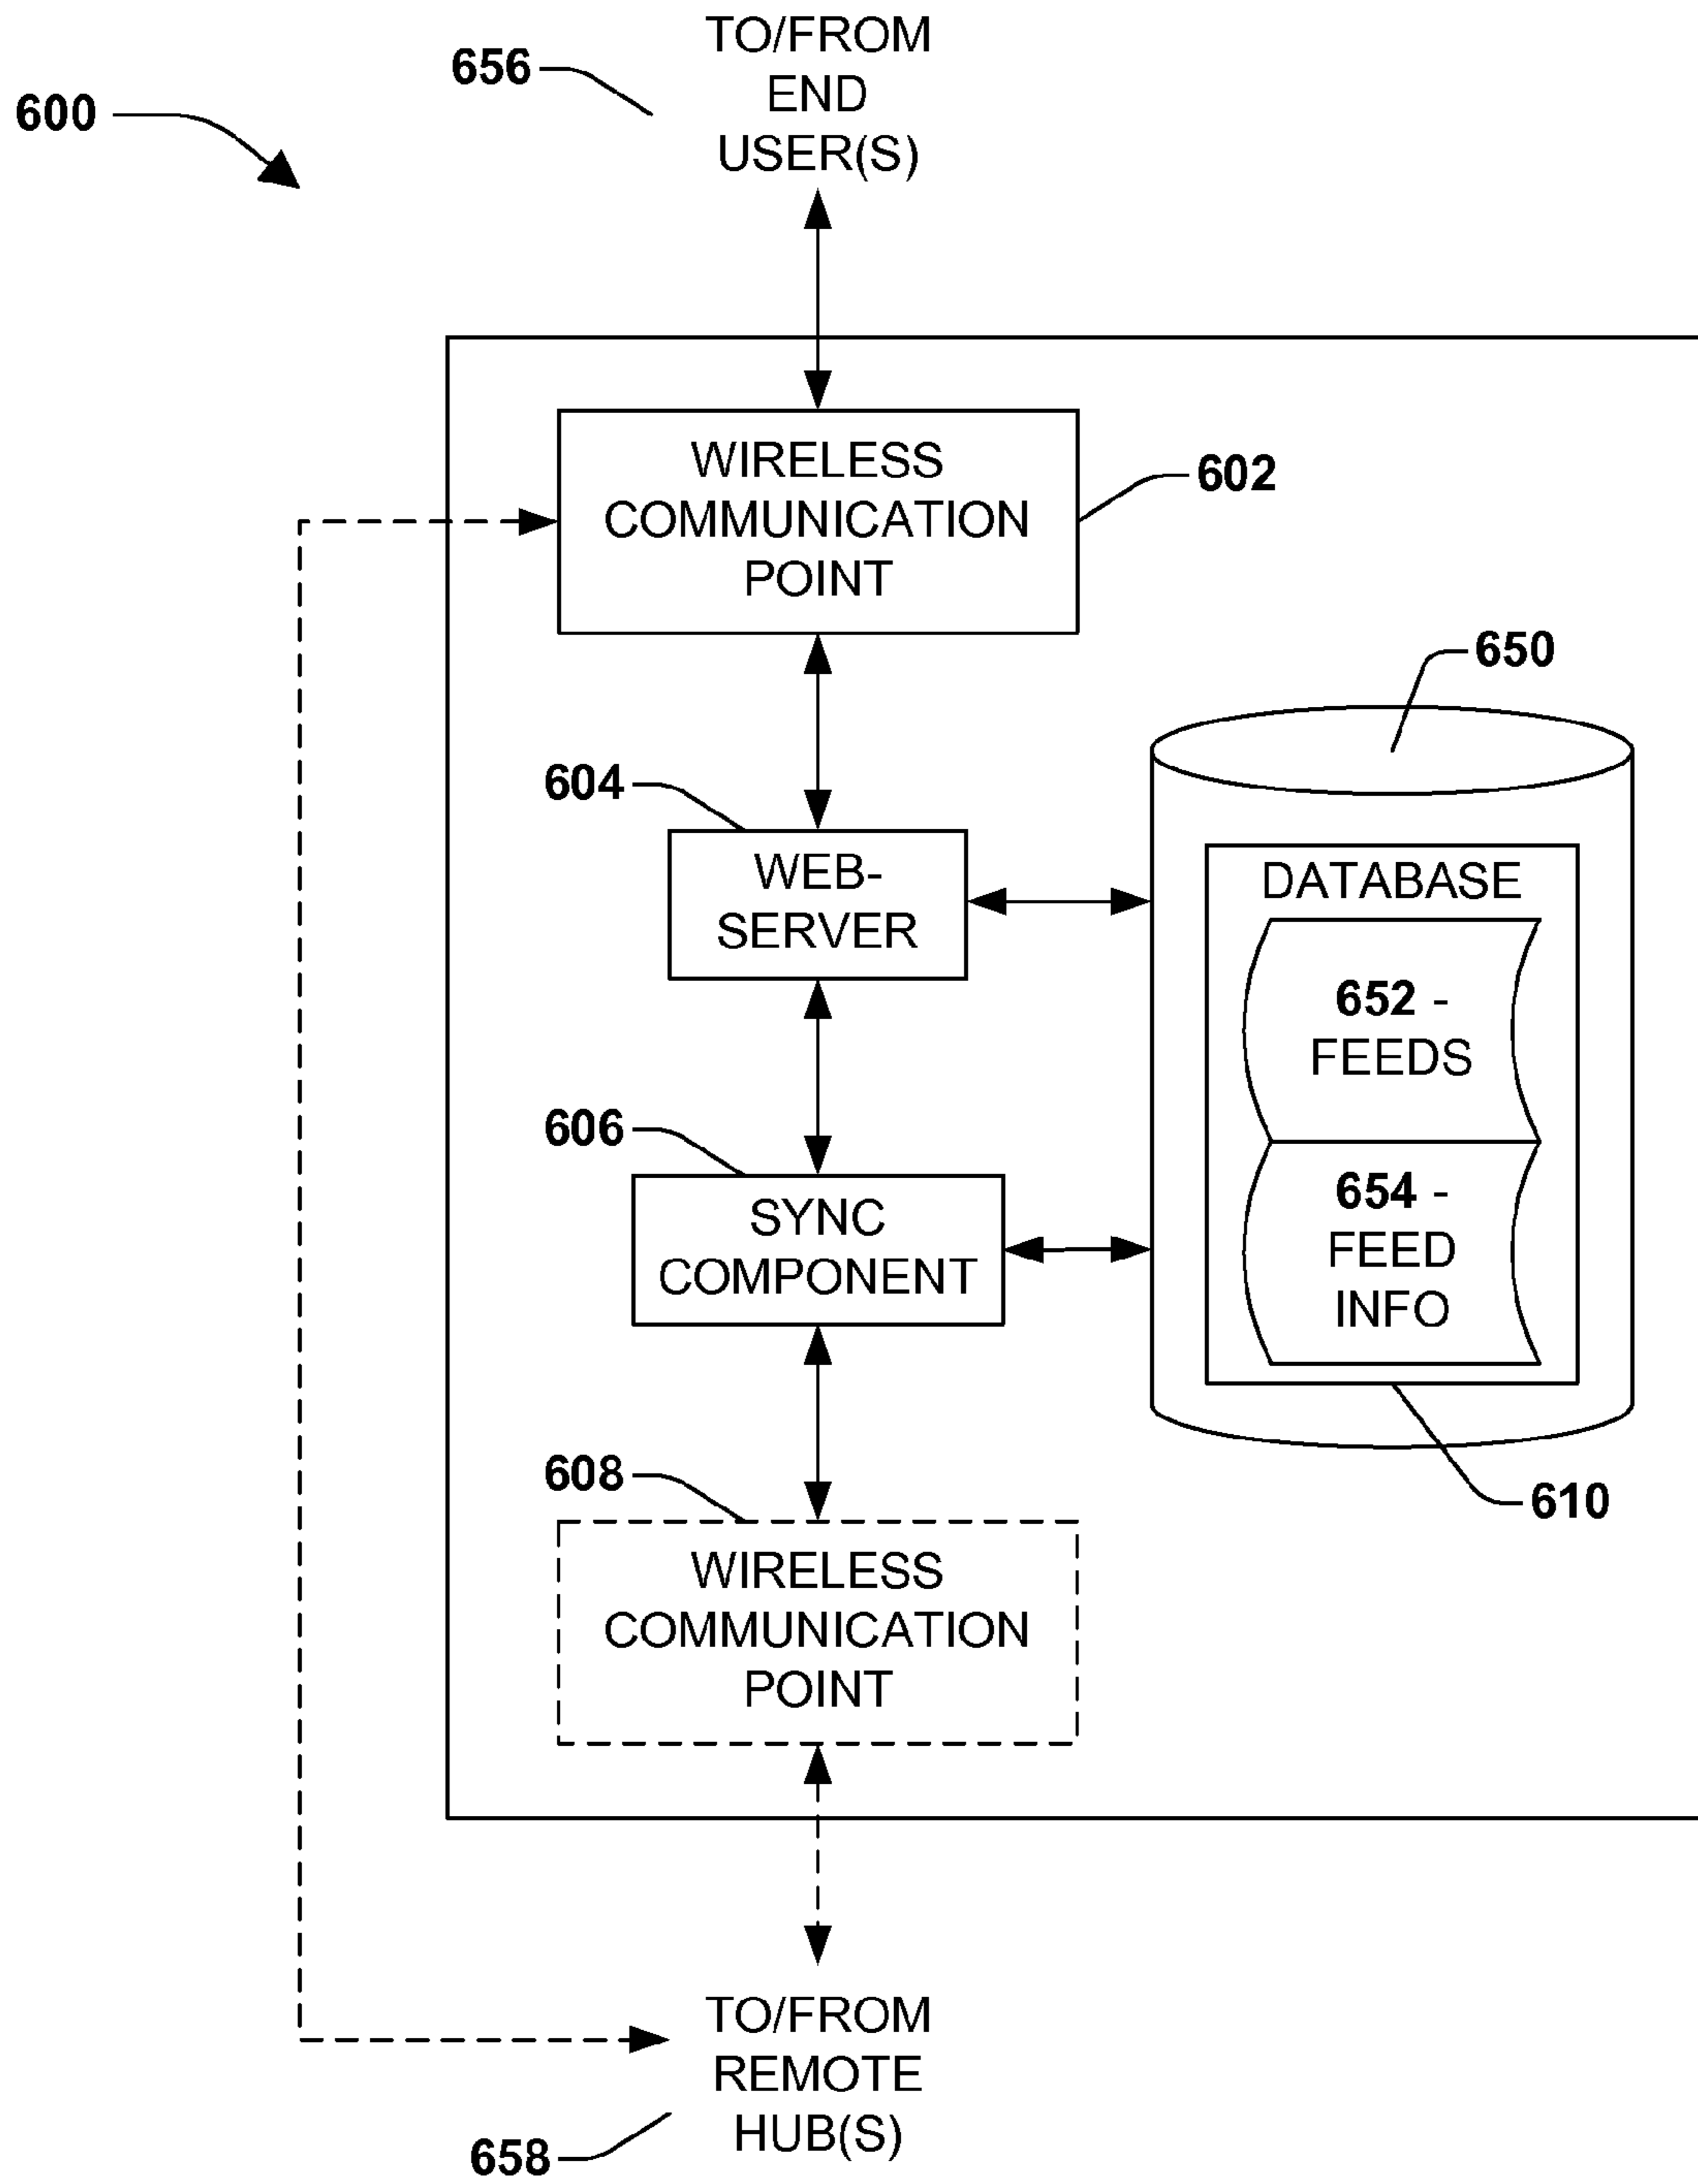 TO/FROM
END
USER(S)
656
600
WIRELESS
COMMUNICATION
POINT
602
650
604
WEB-
SERVER
DATABASE
652 -
FEEDS
606
SYNC
COMPONENT
654 -
FEED
INFO
608
610
WIRELESS
COMMUNICATION
POINT
TO/FROM
REMOTE
HUB(S)
658